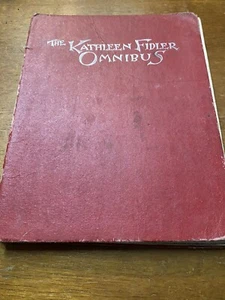 THE KATHLEEN FIDLER
OMNIBUS